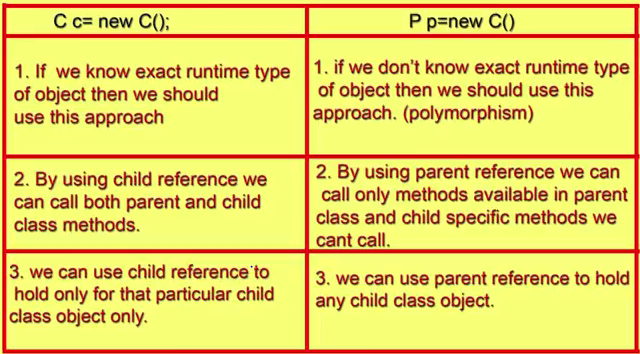 C c= new C();
P p=new C()
1. If we know exact runtime type
of object then we should
use this approach
1. if we don't know exact runtime type
of object then we should use this
approach. (polymorphism)
2. By using child reference we
can call both parent and child
class methods.
2. By using parent reference we can
call only methods available in parent
class and child specific methods we
cant call.
3. we can use child reference to
hold only for that particular child
class object only.
3. we can use parent reference to hold
any child class object.